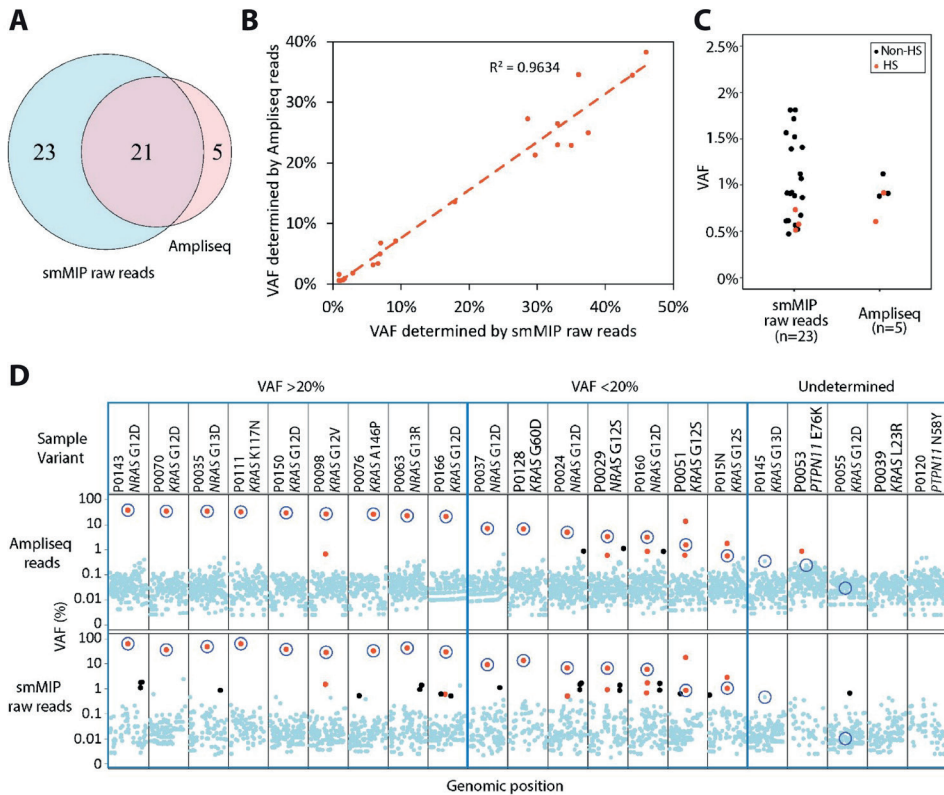 A
23
21
5
Ampliseq
smMIP raw reads
B
VAF determined by Ampliseq reads
40%
30%
20%
10%
0%
R² = 0.9634
0%
10%
20%
30%
40%
50%
VAF determined by smMIP raw reads
C
VAF
2.5%
2%
1.5%
1%
0.5%
0%
Non-HS
HS
smMIP
raw reads
(n=23)
Ampliseq
(n=5)
D
VAF >20%
VAF <20%
Undetermined
Sample
Variant
P0143
NRAS G12D
P0070
KRAS G12D
P0035
NRAS G13D
P0111
KRAS K117N
P0150
KRAS G12D
P0098
KRAS G12V
P0076
KRAS A146P
P0063
NRAS G13R
P0166
KRAS G12D
P0037
NRAS G12D
P0128
KRAS G60D
P0024
NRAS G12D
P0029
NRAS G12S
P0160
NRAS G12D
P0051
KRAS G12S
P015N
KRAS G12S
P0145
KRAS G13D
P0053
PTPN11 E76K
P0055
KRAS G12D
P0039
KRAS L23R
P0120
PTPN11 N58Y
Ampliseq
reads
100
10
1
0.1
0.01
0
VAF (%)
smMIP
raw reads
100
10
1
0.1
0.01
0
Genomic position